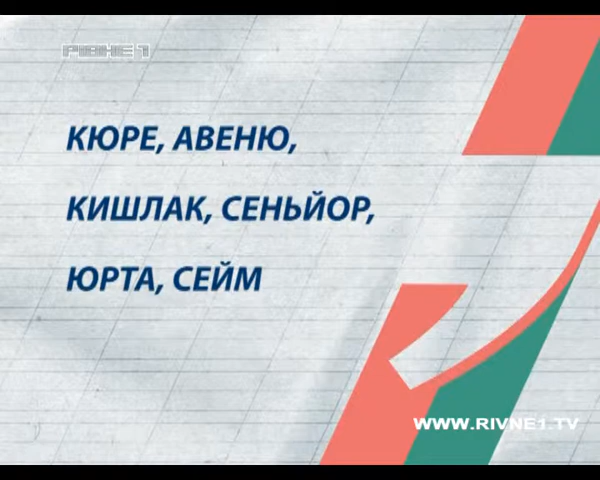 РІВНЕ 1
КЮРЕ, АВЕНЮ,
КИШЛАК, СЕНЬЙОР,
ЮРТА, СЕЙМ
WWW.RIVNE1.TV